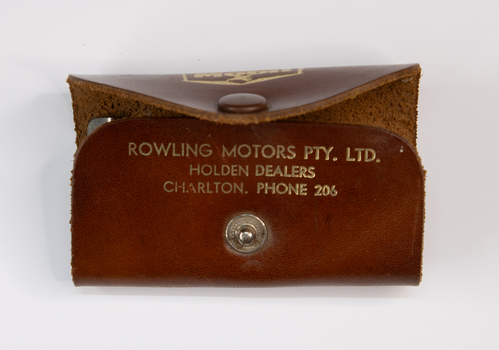 ROWLING MOTORS PTY. LTD.
HOLDEN DEALERS
CHARLTON. PHONE 206